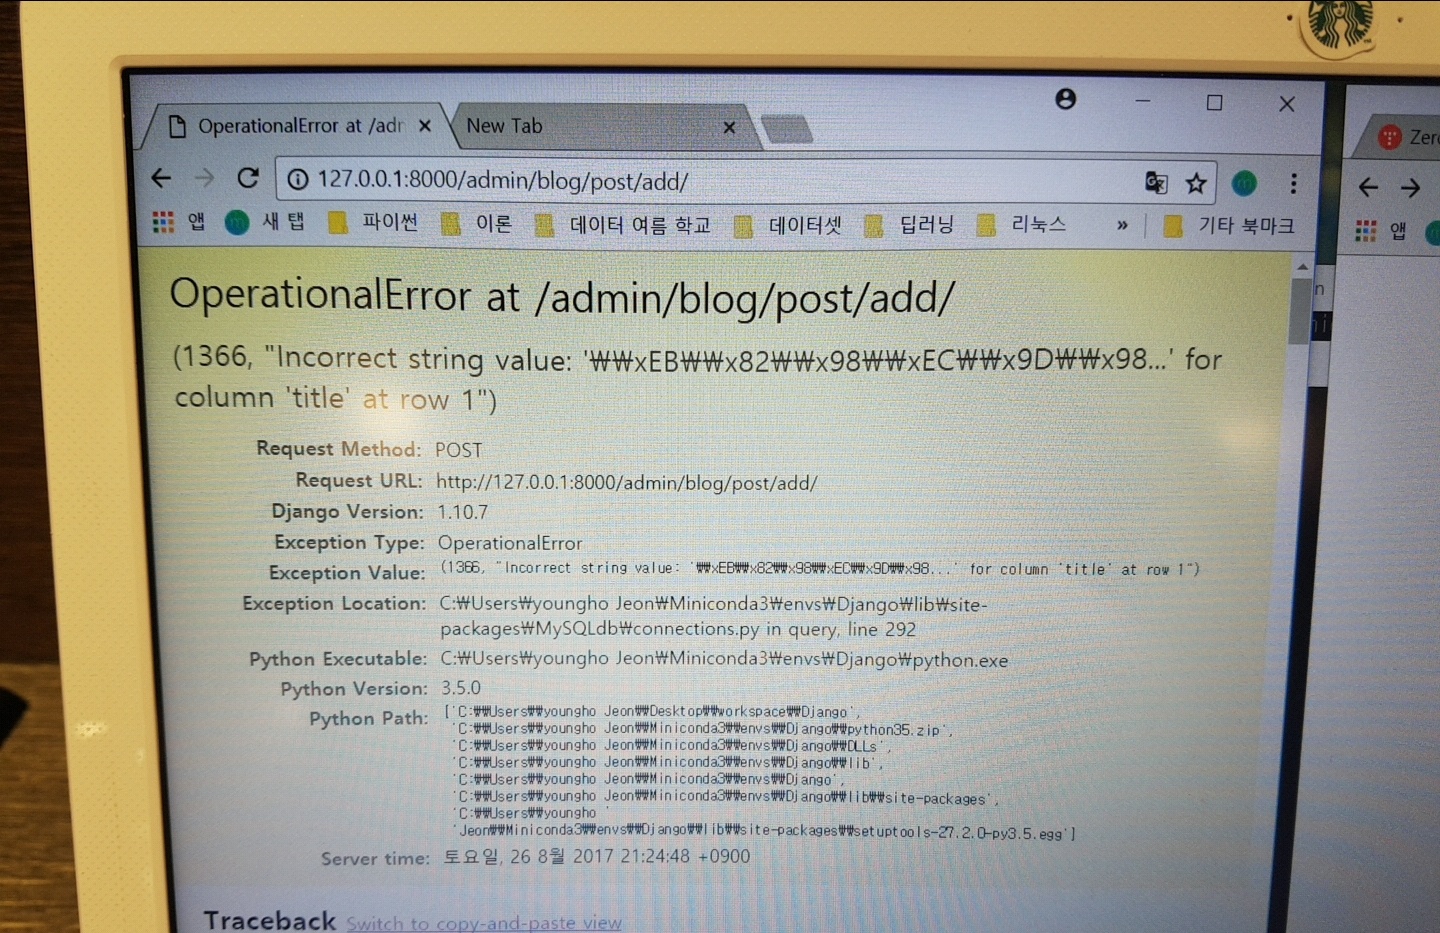 OperationalError at /adr
New Tab
Zer
127.0.0.1:8000/admin/blog/post/add/
앱 새 탭 파이썬 이론 데이터 여름 학교 데이터셋 딥러닝 리눅스 » 기타 북마크
앱
OperationalError at /admin/blog/post/add/
(1366, "Incorrect string value: '₩₩xEB₩₩x82₩₩x98₩₩xEC₩₩x9D₩₩x98...' for
column 'title' at row 1")
Request Method: POST
Request URL: http://127.0.0.1:8000/admin/blog/post/add/
Django Version: 1.10.7
Exception Type: OperationalError
Exception Value: (1366, "Incorrect string value: '₩₩xEB₩₩x82₩₩x98₩₩xEC₩₩x9D₩₩x98...' for column 'title' at row 1")
Exception Location: C:₩Users₩youngho Jeon₩Miniconda3₩envs₩Django₩lib₩site-
packages₩MySQLdb₩connections.py in query, line 292
Python Executable: C:₩Users₩youngho Jeon₩Miniconda3₩envs₩Django₩python.exe
Python Version: 3.5.0
Python Path: ['C:₩₩Users₩₩youngho Jeon₩₩Desktop₩₩workspace₩₩Django',
'C:₩₩Users₩₩youngho Jeon₩₩Miniconda3₩₩envs₩₩Django₩₩python35.zip',
'C:₩₩Users₩₩youngho Jeon₩₩Miniconda3₩₩envs₩₩Django₩₩DLLs',
'C:₩₩Users₩₩youngho Jeon₩₩Miniconda3₩₩envs₩₩Django₩₩lib',
'C:₩₩Users₩₩youngho Jeon₩₩Miniconda3₩₩envs₩₩Django',
'C:₩₩Users₩₩youngho Jeon₩₩Miniconda3₩₩envs₩₩Django₩₩lib₩₩site-packages',
'C:₩₩Users₩₩youngho '
'Jeon₩₩Miniconda3₩₩envs₩₩Django₩₩lib₩₩site-packages₩₩setuptools-27.2.0-py3.5.egg']
Server time: 토요일, 26 8월 2017 21:24:48 +0900
Traceback Switch to copy-and-paste view